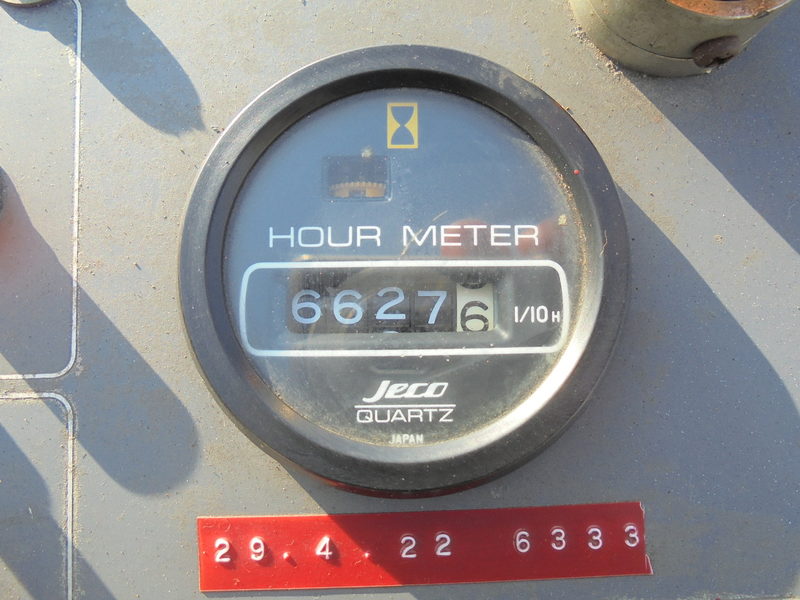 HOUR METER
66276 1/10H
Jeco
QUARTZ
JAPAN
29.4.22 6333